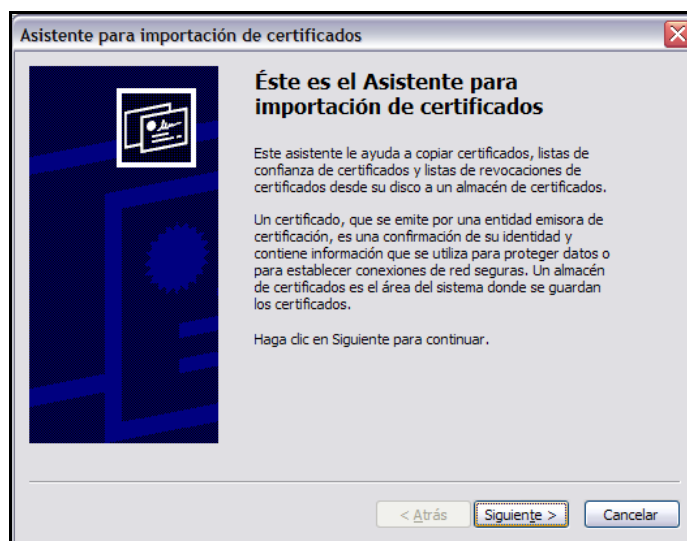 Asistente para importación de certificados
Éste es el Asistente para
importación de certificados
Este asistente le ayuda a copiar certificados, listas de
confianza de certificados y listas de revocaciones de
certificados desde su disco a un almacén de certificados.
Un certificado, que se emite por una entidad emisora de
certificación, es una confirmación de su identidad y
contiene información que se utiliza para proteger datos o
para establecer conexiones de red seguras. Un almacén
de certificados es el área del sistema donde se guardan
los certificados.
Haga clic en Siguiente para continuar.
< Atrás Siguiente > Cancelar